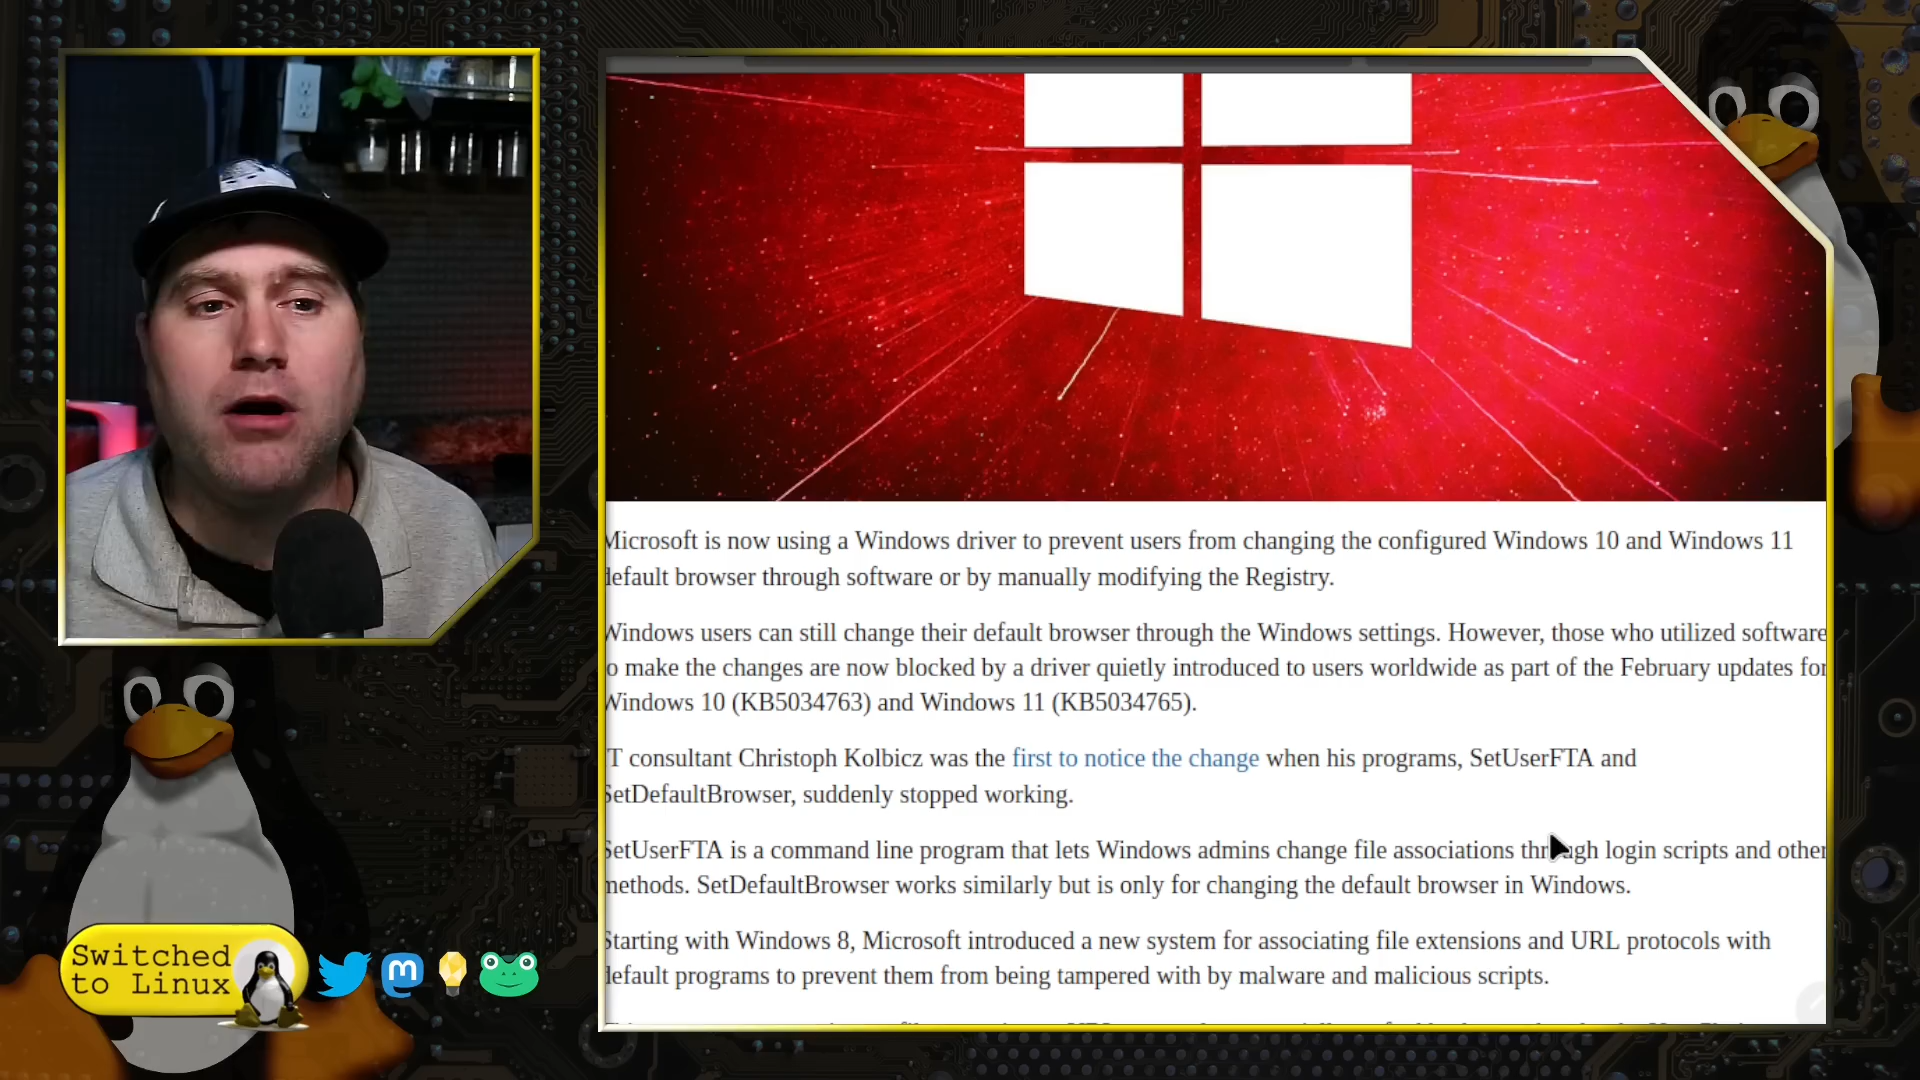 Microsoft is now using a Windows driver to prevent users from changing the configured Windows 10 and Windows 11
default browser through software or by manually modifying the Registry.
Windows users can still change their default browser through the Windows settings. However, those who utilized software
to make the changes are now blocked by a driver quietly introduced to users worldwide as part of the February updates for
Windows 10 (KB5034763) and Windows 11 (KB5034765).
IT consultant Christoph Kolbicz was the first to notice the change when his programs, SetUserFTA and
SetDefaultBrowser, suddenly stopped working.
SetUserFTA is a command line program that lets Windows admins change file associations through login scripts and other
methods. SetDefaultBrowser works similarly but is only for changing the default browser in Windows.
Starting with Windows 8, Microsoft introduced a new system for associating file extensions and URL protocols with
default programs to prevent them from being tampered with by malware and malicious scripts.
Switched
to Linux